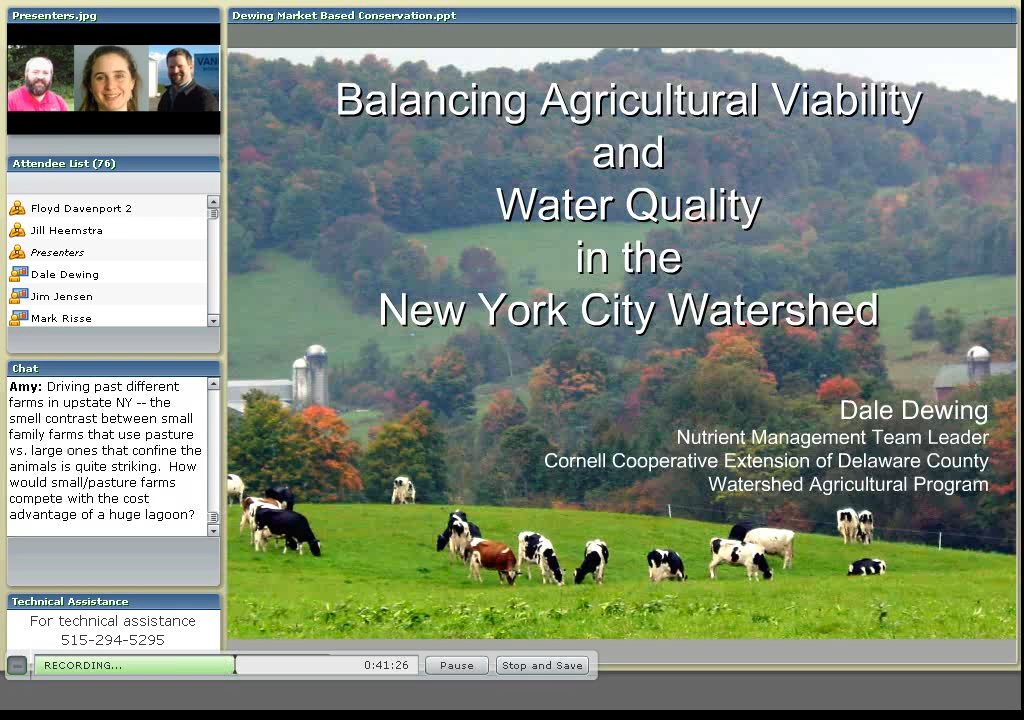 Presenters.jpg
VAN
Attendee List (76)
Floyd Davenport 2
Jill Heemstra
Presenters
Dale Dewing
Jim Jensen
Mark Risse
Chat
Amy: Driving past different
farms in upstate NY -- the
smell contrast between small
family farms that use pasture
vs. large ones that confine the
animals is quite striking.  How
would small/pasture farms
compete with the cost
advantage of a huge lagoon?
Technical Assistance
For technical assistance
515-294-5295
Dewing Market Based Conservation.ppt
Balancing Agricultural Viability
and
Water Quality
in the
New York City Watershed
Dale Dewing
Nutrient Management Team Leader
Cornell Cooperative Extension of Delaware County
Watershed Agricultural Program
RECORDING... 0:41:26 Pause Stop and Save